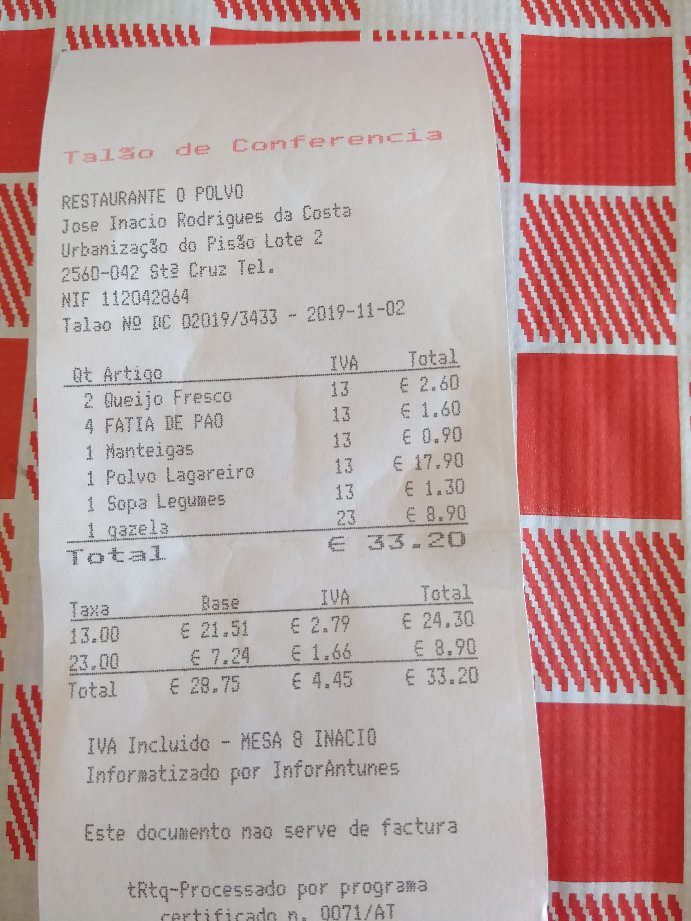 Talão de Conferencia
RESTAURANTE O POLVO
Jose Inacio Rodrigues da Costa
Urbanização do Pisão Lote 2
2560-042 Stª Cruz Tel.
NIF 112042864
Talao Nº DC 02019/3433 - 2019-11-02
Qt Artigo IVA Total
2 Queijo Fresco 13 € 2.60
4 FATIA DE PAO 13 € 1.60
1 Manteigas 13 € 0.90
1 Polvo Lagareiro 13 € 17.90
1 Sopa Legumes 13 € 1.30
1 gazela 23 € 8.90
Total € 33.20
Taxa Base IVA Total
13.00 € 21.51 € 2.79 € 24.30
23.00 € 7.24 € 1.66 € 8.90
Total € 28.75 € 4.45 € 33.20
IVA Incluido - MESA 8 INACIO
Informatizado por InforAntunes
Este documento nao serve de factura
tRtq-Processado por programa
certificado n. 0071/AT